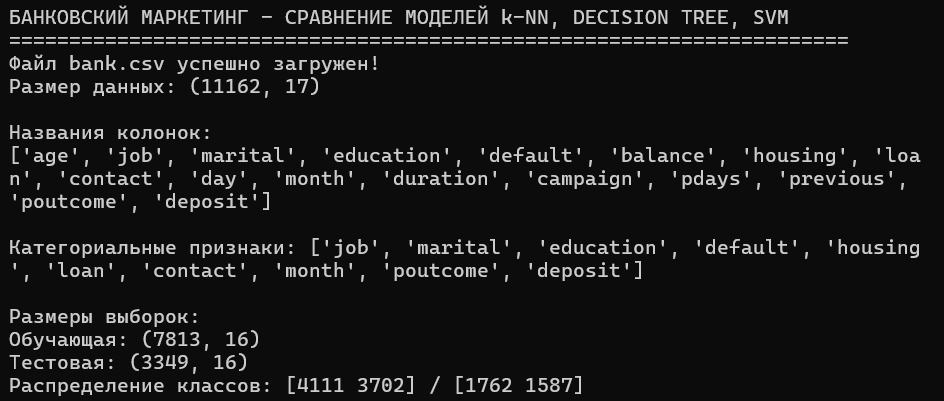 БАНКОВСКИЙ МАРКЕТИНГ - СРАВНЕНИЕ МОДЕЛЕЙ k-NN, DECISION TREE, SVM
======================================================================
Файл bank.csv успешно загружен!
Размер данных: (11162, 17)
Названия колонок:
['age', 'job', 'marital', 'education', 'default', 'balance', 'housing', 'loa
n', 'contact', 'day', 'month', 'duration', 'campaign', 'pdays', 'previous',
'poutcome', 'deposit']
Категориальные признаки: ['job', 'marital', 'education', 'default', 'housing
', 'loan', 'contact', 'month', 'poutcome', 'deposit']
Размеры выборок:
Обучающая: (7813, 16)
Тестовая: (3349, 16)
Распределение классов: [4111 3702] / [1762 1587]